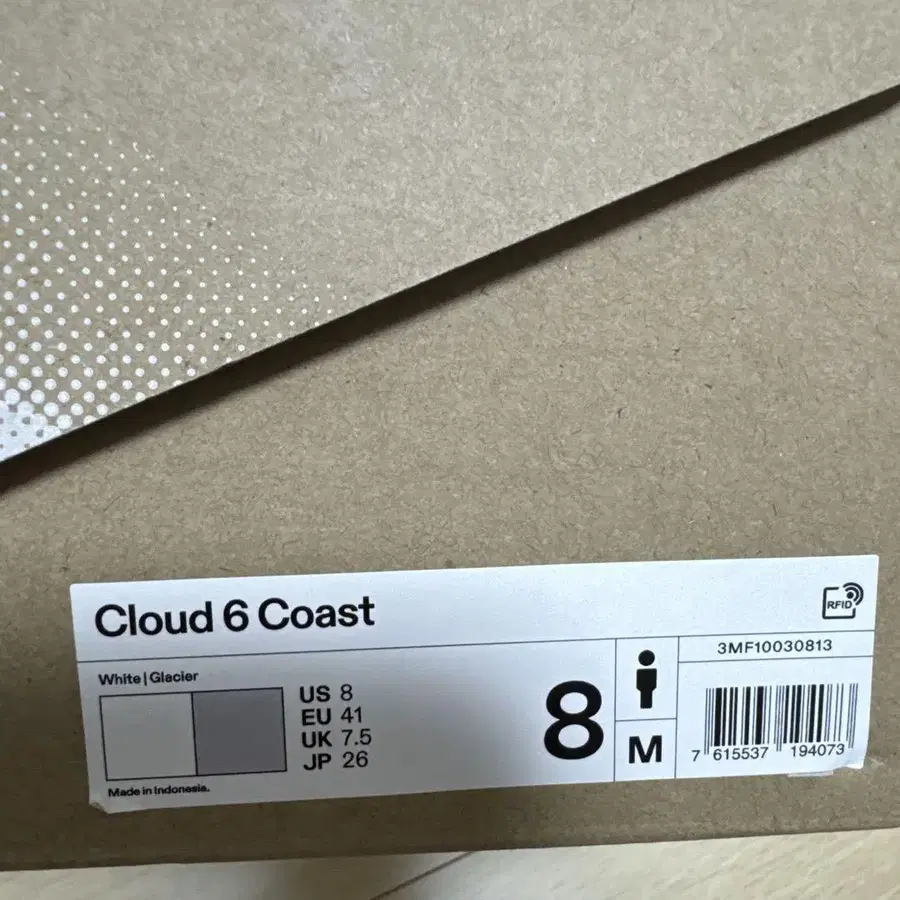 Cloud 6 Coast
RFID
White|Glacier
US 8
EU 41
UK 7.5
JP 26
Made in Indonesia.
8
M
3MF10030813
7 615537 194073